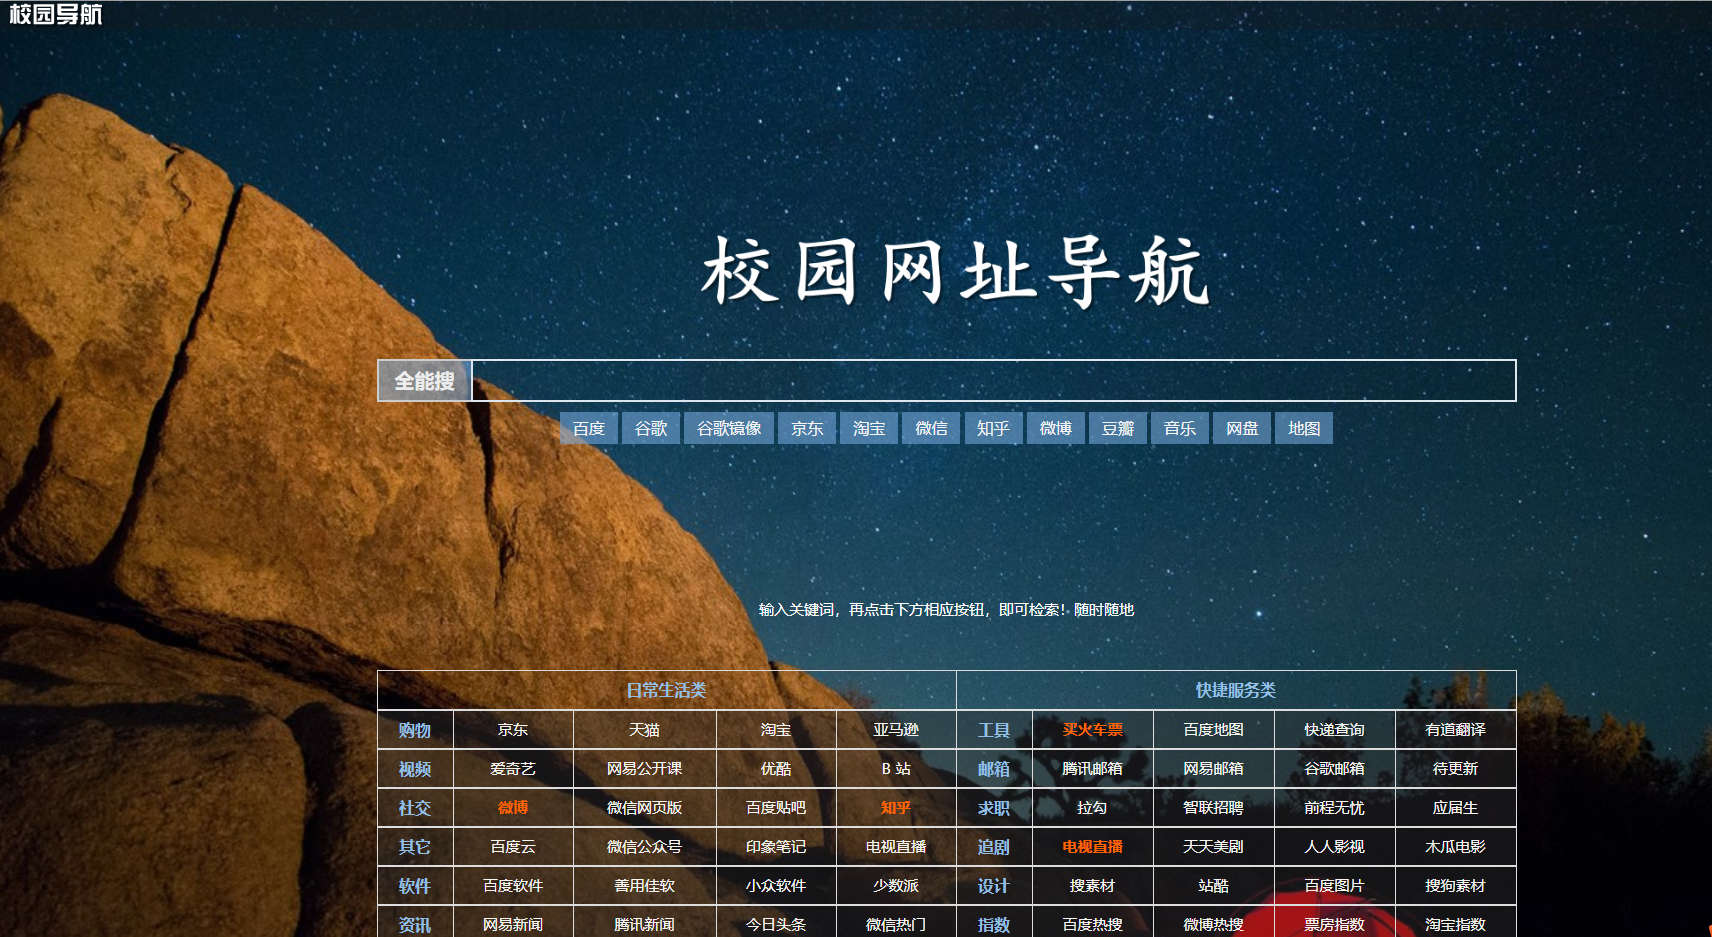 校园导航
校园网址导航
全能搜
百度 谷歌 谷歌镜像 京东 淘宝 微信 知乎 微博 豆瓣 音乐 网盘 地图
输入关键词，再点击下方相应按钮，即可检索！随时随地
日常生活类 快捷服务类
购物 京东 天猫 淘宝 亚马逊 工具 买火车票 百度地图 快递查询 有道翻译
视频 爱奇艺 网易公开课 优酷 B 站 邮箱 腾讯邮箱 网易邮箱 谷歌邮箱 待更新
社交 微博 微信网页版 百度贴吧 知乎 求职 拉勾 智联招聘 前程无忧 应届生
其它 百度云 微信公众号 印象笔记 电视直播 追剧 电视直播 天天美剧 人人影视 木瓜电影
软件 百度软件 善用佳软 小众软件 少数派 设计 搜素材 站酷 百度图片 搜狗素材
资讯 网易新闻 腾讯新闻 今日头条 微信热门 指数 百度热搜 微博热搜 票房指数 淘宝指数